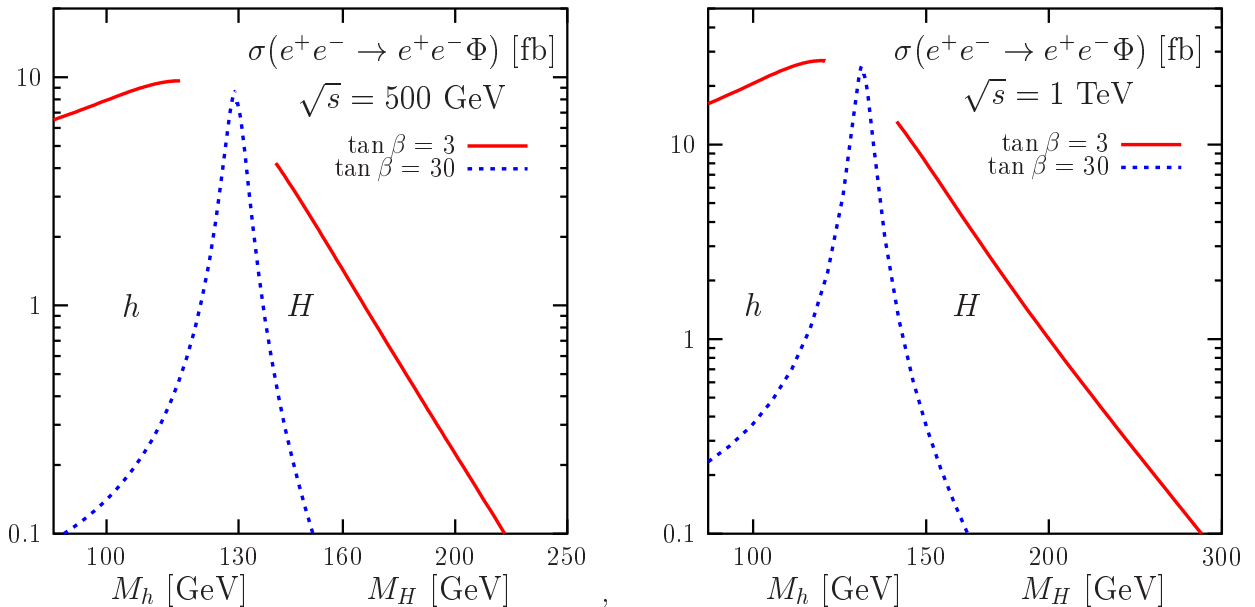 σ(e⁺e⁻ → e⁺e⁻Φ) [fb]
√s = 500 GeV
tan β = 3
tan β = 30
10
1
0.1
h
H
100
130
160
200
250
M_h [GeV]
M_H [GeV]
,
σ(e⁺e⁻ → e⁺e⁻Φ) [fb]
√s = 1 TeV
tan β = 3
tan β = 30
10
1
0.1
h
H
100
150
200
300
M_h [GeV]
M_H [GeV]